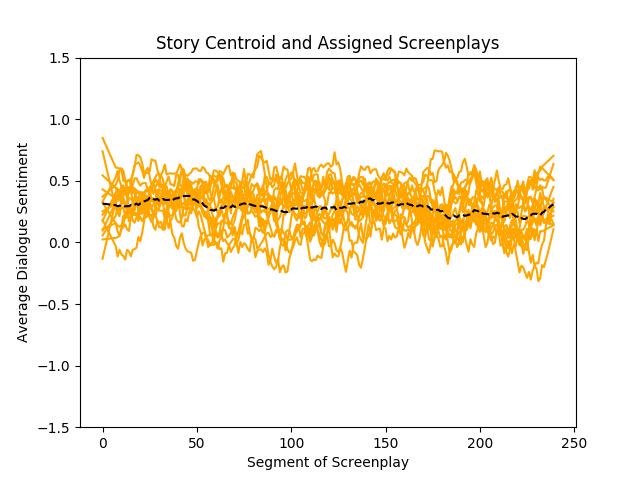 Story Centroid and Assigned Screenplays
1.5
1.0
0.5
0.0
−0.5
−1.0
−1.5
Average Dialogue Sentiment
0 50 100 150 200 250
Segment of Screenplay